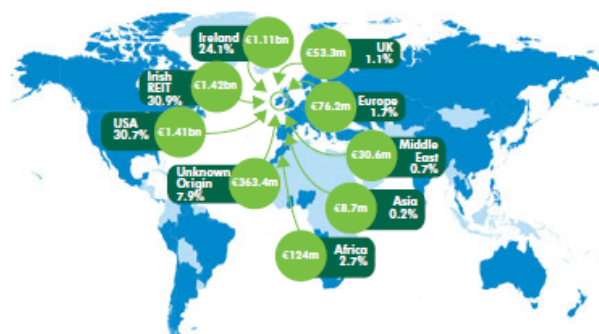 Ireland
24.1%
€1.11bn
€53.3m
UK
1.1%
Irish
REIT
30.9%
€1.42bn
€76.2m
Europe
1.7%
USA
30.7%
€1.41bn
€30.6m
Middle
East
0.7%
Unknown
Origin
7.9%
€363.4m
€8.7m
Asia
0.2%
€124m
Africa
2.7%